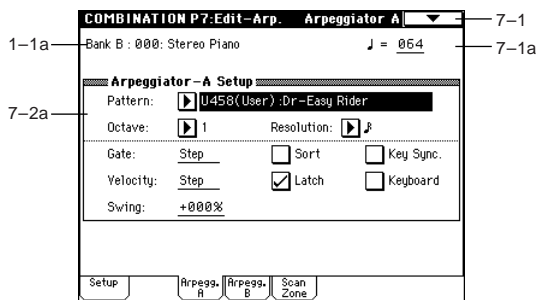 COMBINATION P7:Edit-Arp. Arpeggiator A
7–1
1–1a
Bank B : 000: Stereo Piano
♩ = 064
7–1a
Arpeggiator-A Setup
7–2a
Pattern: U458(User) :Dr-Easy Rider
Octave: 1 Resolution: ♪
Gate: Step Sort Key Sync.
Velocity: Step Latch Keyboard
Swing: +000%
Setup Arpegg. A Arpegg. B Scan Zone